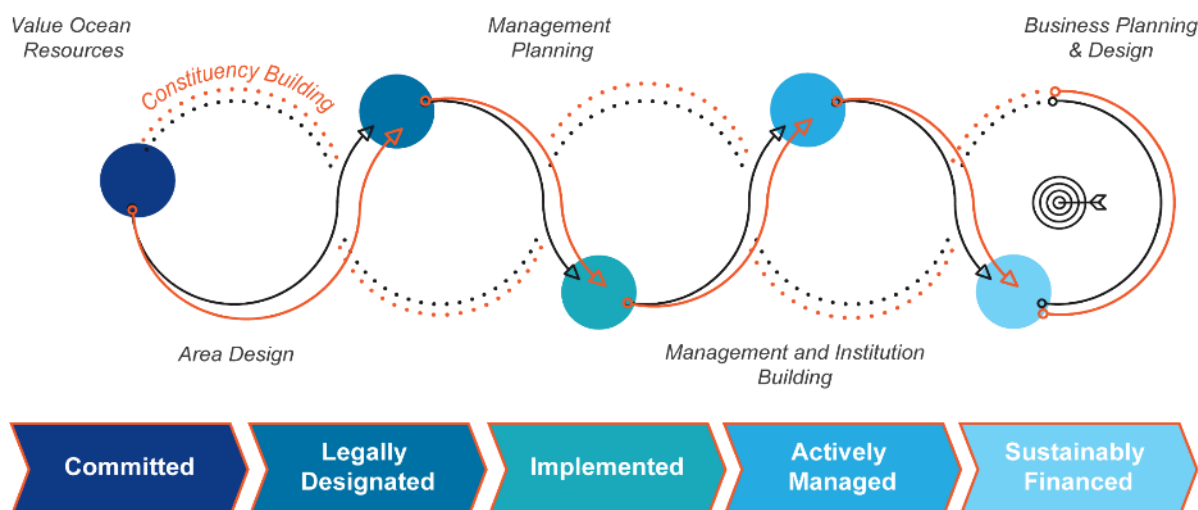 Value Ocean
Resources
Constituency Building
Management
Planning
Business Planning
& Design
Area Design
Management and Institution
Building
Committed
Legally
Designated
Implemented
Actively
Managed
Sustainably
Financed